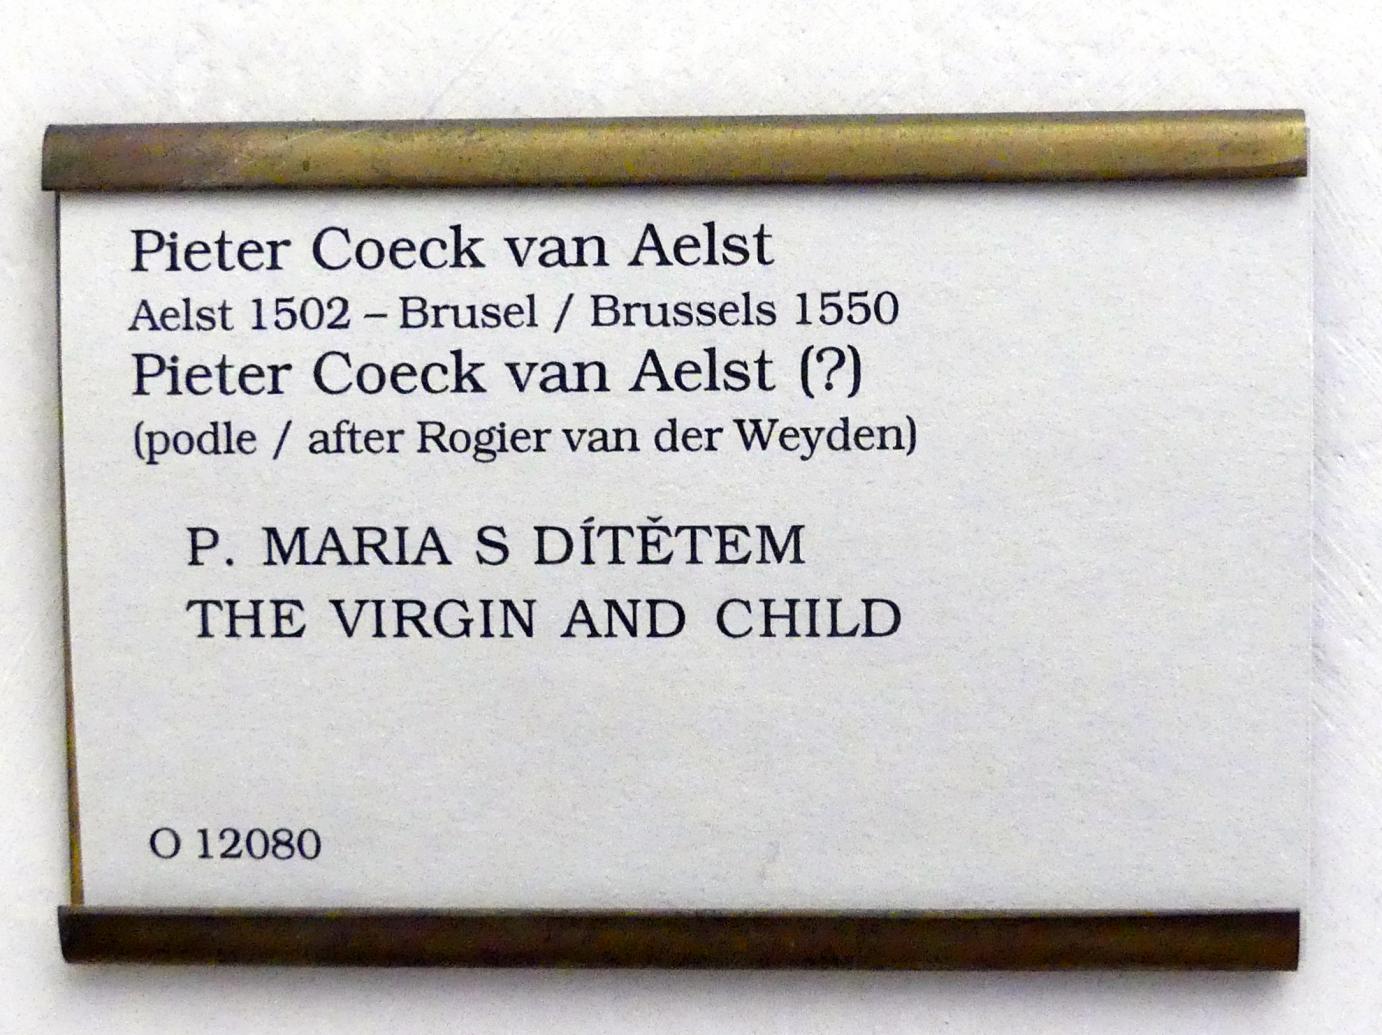 Pieter Coeck van Aelst
Aelst 1502 – Brusel / Brussels 1550
Pieter Coeck van Aelst (?)
(podle / after Rogier van der Weyden)
P. MARIA S DÍTĚTEM
THE VIRGIN AND CHILD
O 12080